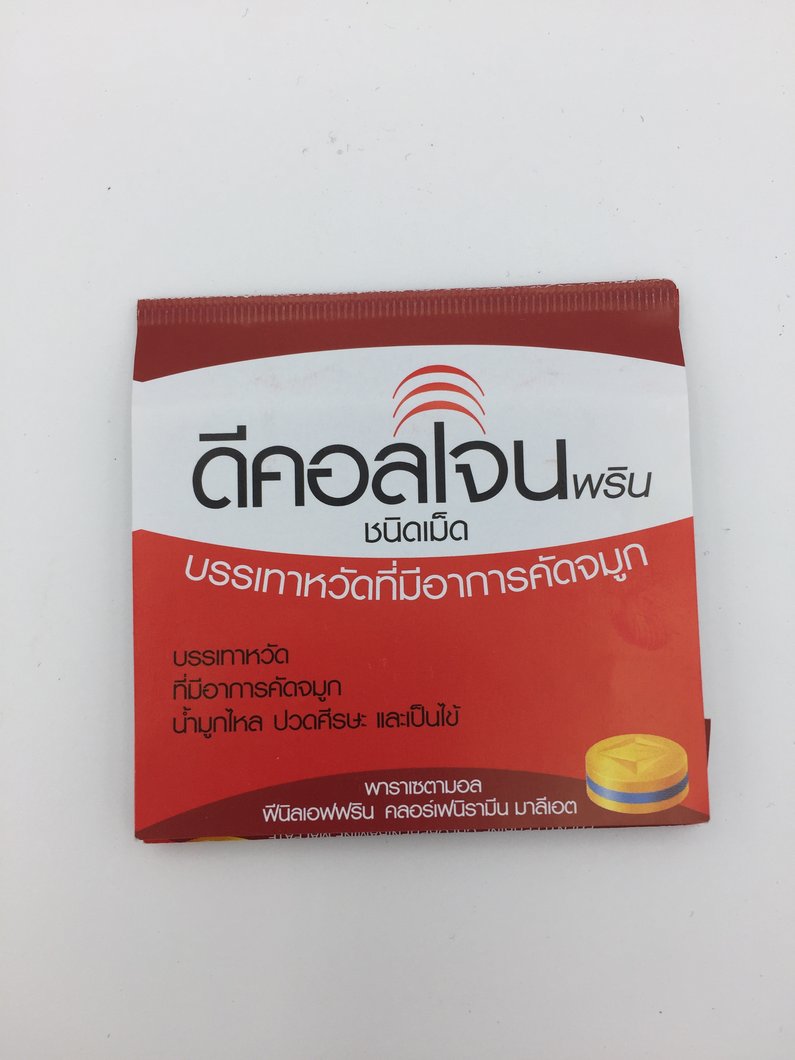 ดีคอลเจน พริน
ชนิดเม็ด
บรรเทาหวัดที่มีอาการคัดจมูก
บรรเทาหวัด
ที่มีอาการคัดจมูก
น้ำมูกไหล ปวดศีรษะ และเป็นไข้
พาราเซตามอล
ฟีนิลเอฟฟริน คลอร์เฟนิรามีน มาลีเอต